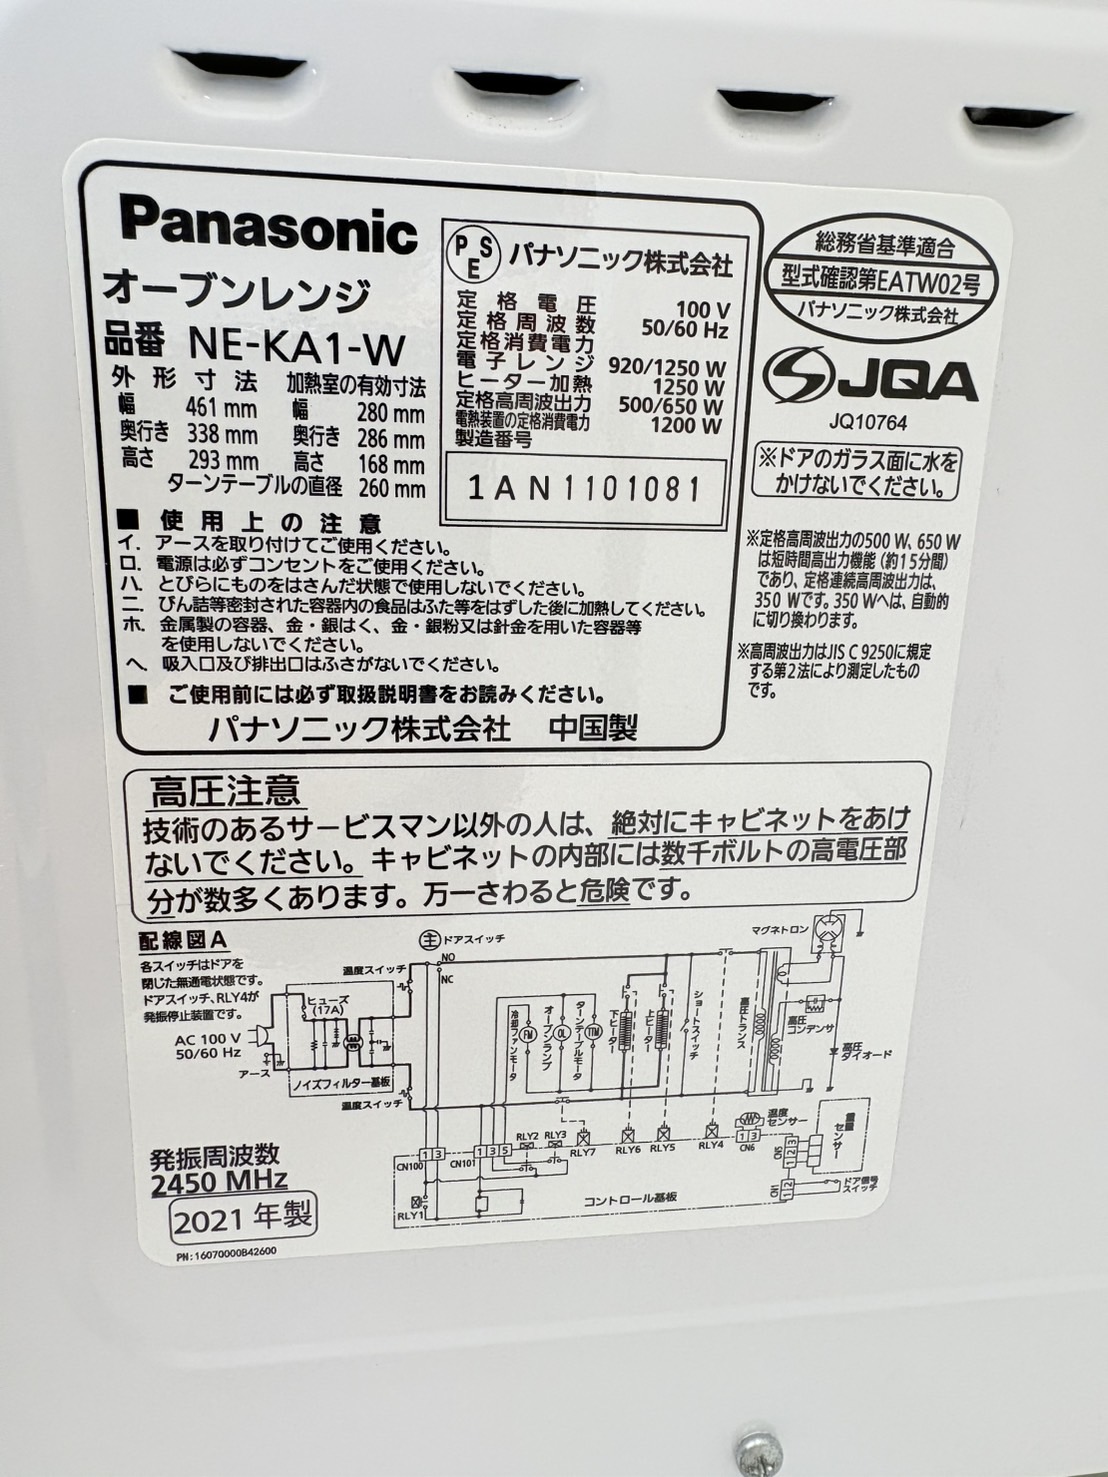 Panasonic
オーブンレンジ
品番 NE-KA1-W
外形寸法 加熱室の有効寸法
幅 461 mm 幅 280 mm
奥行き 338 mm 奥行き 286 mm
高さ 293 mm 高さ 168 mm
ターンテーブルの直径 260 mm
PSE パナソニック株式会社
定格電圧 100 V
定格周波数 50/60 Hz
定格消費電力
電子レンジ 920/1250 W
ヒーター加熱 1250 W
定格高周波出力 500/650 W
電熱装置の定格消費電力 1200 W
製造番号
1AN1101081
■ 使用上の注意
イ. アースを取り付けてご使用ください。
ロ. 電源は必ずコンセントをご使用ください。
ハ. とびらにものをはさんだ状態で使用しないでください。
ニ. びん詰等密封された容器内の食品はふた等をはずした後に加熱してください。
ホ. 金属製の容器、金・銀はく、金・銀粉又は針金を用いた容器等
を使用しないでください。
ヘ. 吸入口及び排出口はふさがないでください。
■ ご使用前には必ず取扱説明書をお読みください。
パナソニック株式会社 中国製
総務省基準適合
型式確認第EATW02号
パナソニック株式会社
JQA
JQ10764
※ドアのガラス面に水を
かけないでください。
※定格高周波出力の500 W、650 W
は短時間高出力機能(約15分間)
であり、定格連続高周波出力は、
350 Wです。350 Wへは、自動的
に切り換わります。
※高周波出力はJIS C 9250に規定
する第2法により測定したもの
です。
高圧注意
技術のあるサービスマン以外の人は、絶対にキャビネットをあけ
ないでください。キャビネットの内部には数千ボルトの高電圧部
分が数多くあります。万一さわると危険です。
配線図A
各スイッチはドアを
閉じた無通電状態です。
ドアスイッチ、RLY4が
発振停止装置です。
AC 100 V
50/60 Hz
アース
ヒューズ
(17A)
ノイズフィルター基板
温度スイッチ
温度スイッチ
主 ドアスイッチ
NO
NC
冷却ファンモータ
FM
オーブンランプ
OL
ターンテーブルモータ
TTM
下ヒーター
上ヒーター
ショートスイッチ
高圧トランス
マグネトロン
高圧
コンデンサ
高圧
ダイオード
RLY2 RLY3
RLY7 RLY6 RLY5 RLY4
温度
センサー
重量
センサー
CN100 1 3
CN101 1 3 5
CN6 1 3
CN5 1 2 3
CN1 1 2
ドア信号
スイッチ
RLY1
コントロール基板
発振周波数
2450 MHz
2021 年製
PN:16070000B42600